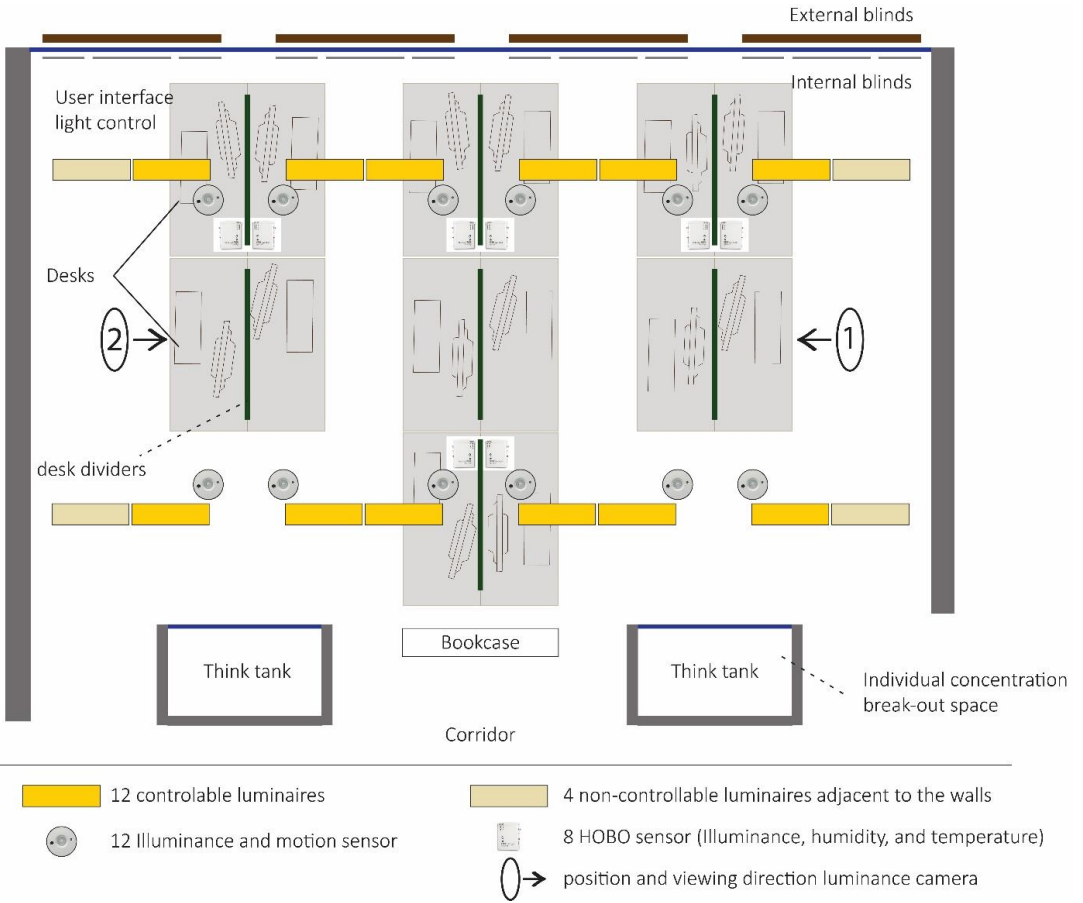 External blinds
Internal blinds
User interface
light control
Desks
2
1
desk dividers
Bookcase
Think tank
Think tank
Individual concentration
break-out space
Corridor
12 controlable luminaires
4 non-controllable luminaires adjacent to the walls
12 Illuminance and motion sensor
8 HOBO sensor (Illuminance, humidity, and temperature)
position and viewing direction luminance camera